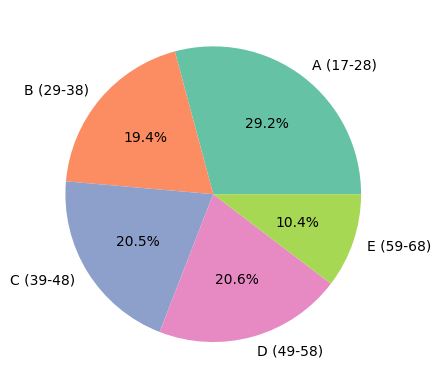 A (17-28)
B (29-38)
29.2%
19.4%
10.4%
20.5%
E (59-68)
C (39-48)
20.6%
D (49-58)